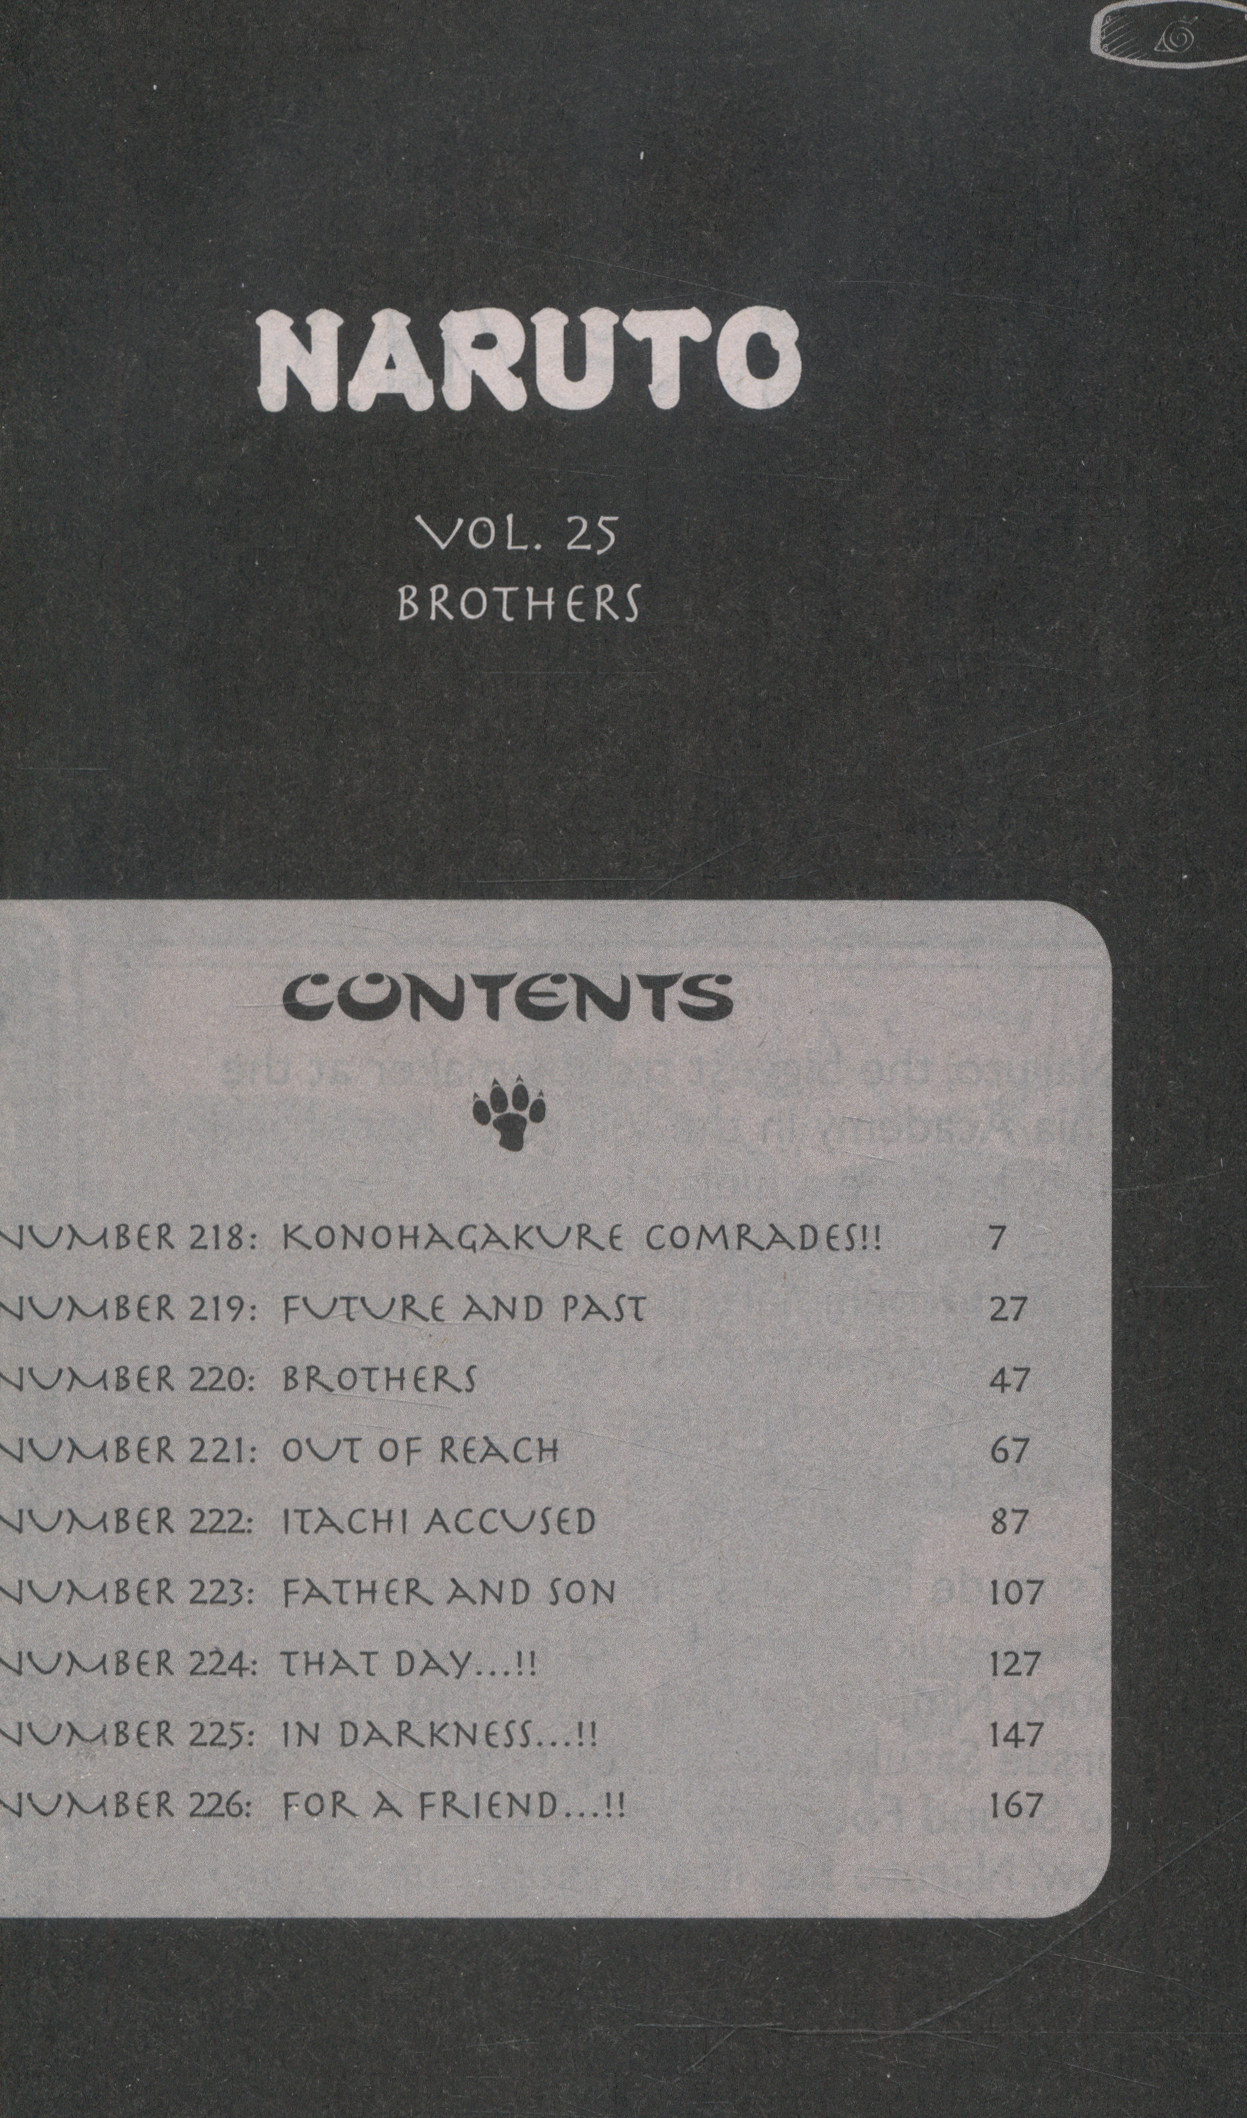 NARUTO
VOL. 25
BROTHERS
CONTENTS
NUMBER 218: KONOHAGAKURE COMRADES!! 7
NUMBER 219: FUTURE AND PAST 27
NUMBER 220: BROTHERS 47
NUMBER 221: OUT OF REACH 67
NUMBER 222: ITACHI ACCUSED 87
NUMBER 223: FATHER AND SON 107
NUMBER 224: THAT DAY...!! 127
NUMBER 225: IN DARKNESS...!! 147
NUMBER 226: FOR A FRIEND...!! 167